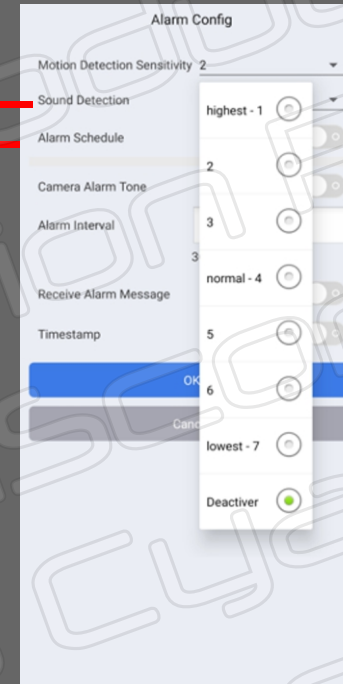 Alarm Config
Motion Detection Sensitivity 2
Sound Detection
highest - 1
Alarm Schedule
2
Camera Alarm Tone
3
Alarm Interval
3
normal - 4
Receive Alarm Message
Timestamp
5
OK
6
Canc
lowest - 7
Deactiver